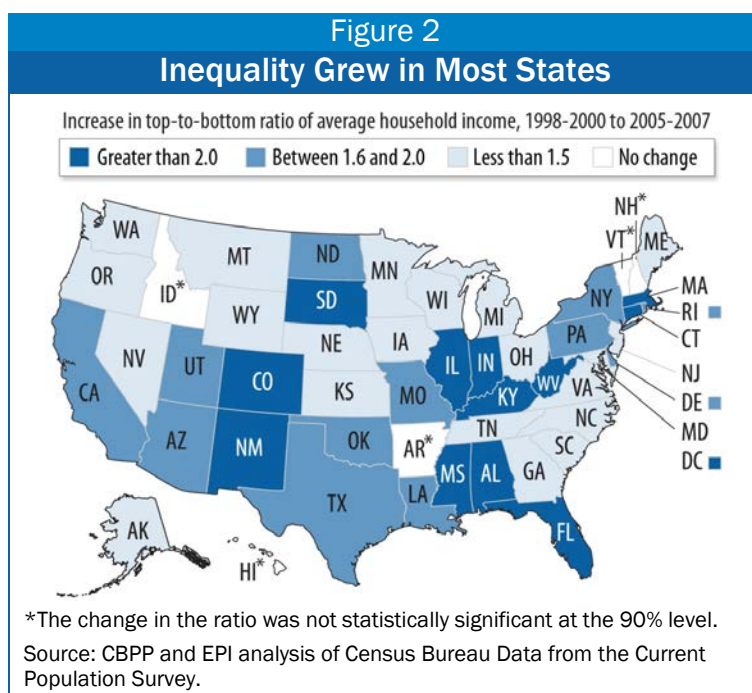 Figure 2
Inequality Grew in Most States
Increase in top-to-bottom ratio of average household income, 1998-2000 to 2005-2007
Greater than 2.0 Between 1.6 and 2.0 Less than 1.5 No change
NH*
VT*
WA
ME
MT
ND
MN
OR
ID*
MA
SD
WI
NY
RI
WY
MI
CT
IA
PA
NE
NV
OH
NJ
IL
IN
UT
CO
WV
VA
DE
CA
KS
MO
KY
MD
NC
TN
OK
AZ
NM
AR*
SC
DC
MS
AL
GA
LA
TX
AK
FL
HI*
*The change in the ratio was not statistically significant at the 90% level.
Source: CBPP and EPI analysis of Census Bureau Data from the Current
Population Survey.